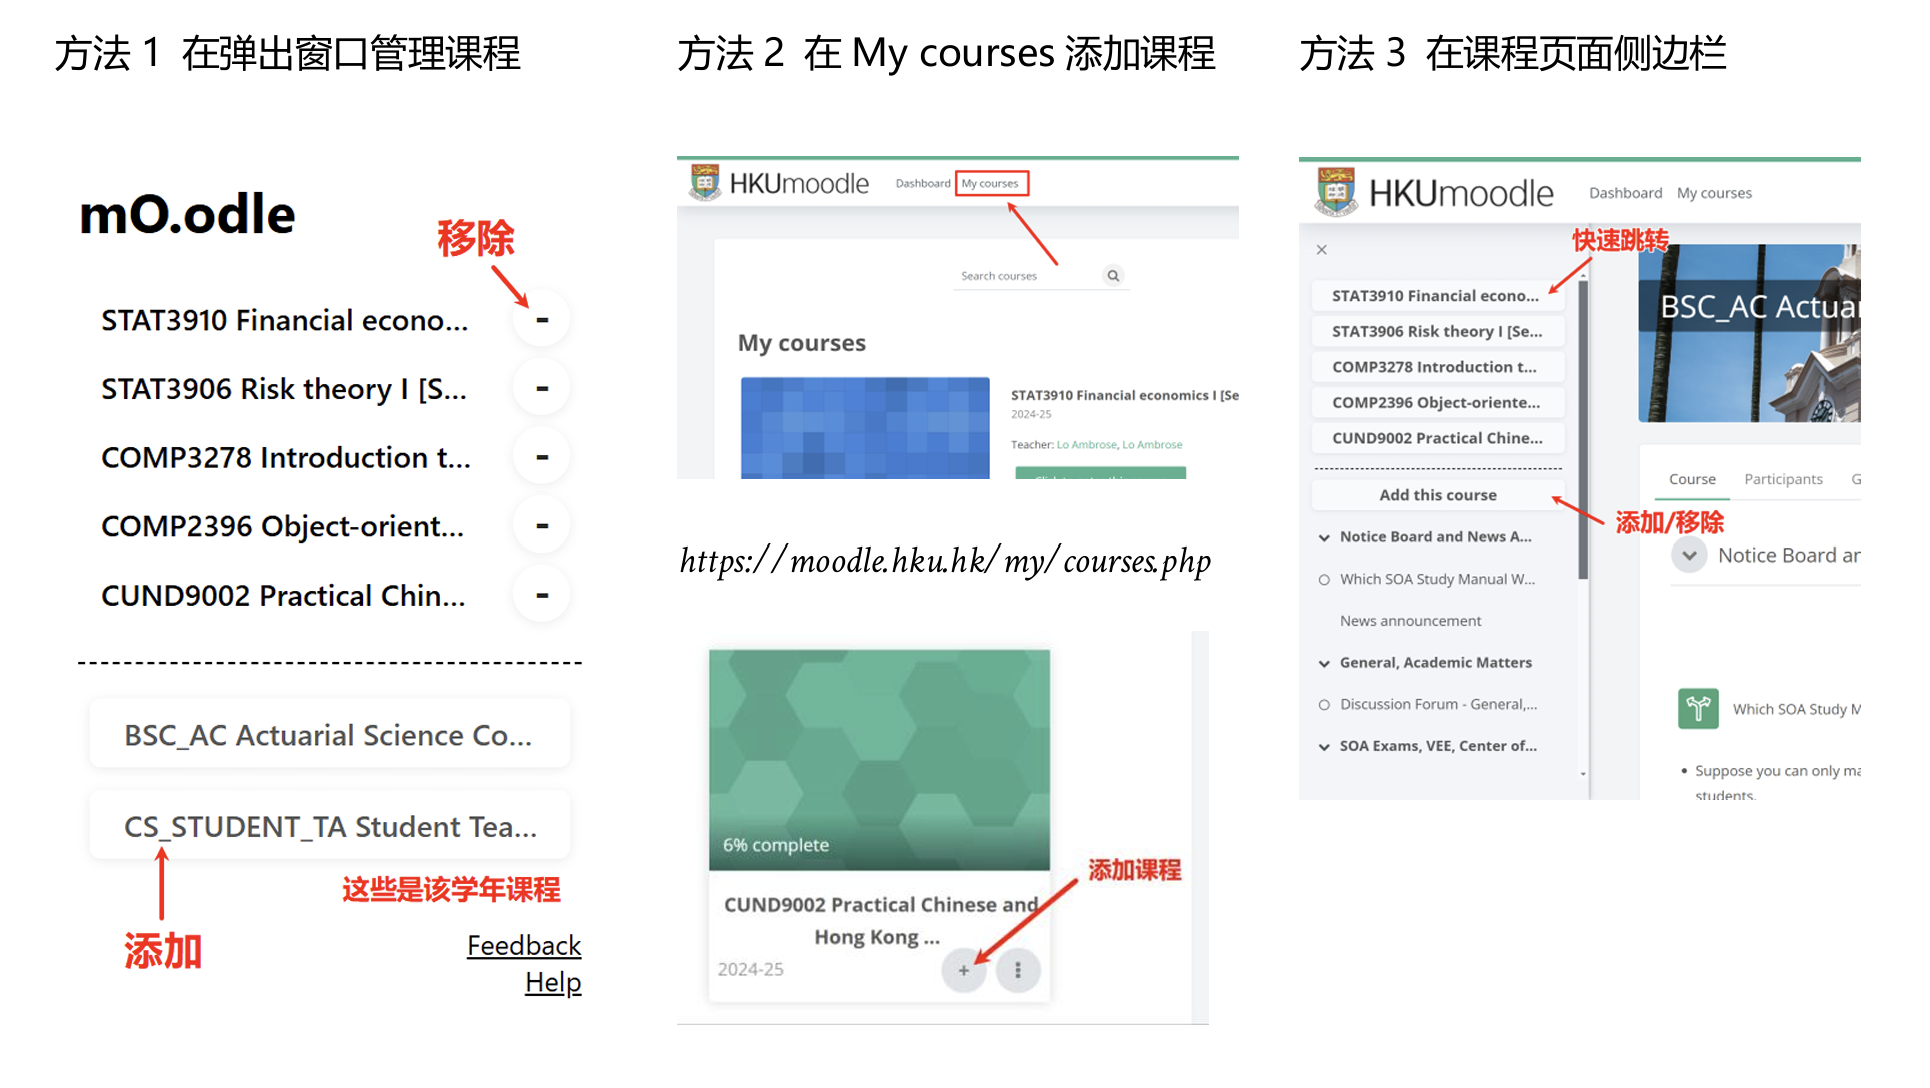 方法 1 在弹出窗口管理课程
mO.odle
移除
STAT3910 Financial econo... -
STAT3906 Risk theory I [S... -
COMP3278 Introduction t... -
COMP2396 Object-orient... -
CUND9002 Practical Chin... -
BSC_AC Actuarial Science Co...
CS_STUDENT_TA Student Tea...
这些是该学年课程
添加
Feedback
Help
方法 2 在 My courses 添加课程
HKUmoodle Dashboard My courses
Search courses
My courses
STAT3910 Financial economics I [Se
2024-25
Teacher: Lo Ambrose, Lo Ambrose
https://moodle.hku.hk/my/courses.php
6% complete
添加课程
CUND9002 Practical Chinese and
Hong Kong ...
2024-25
+
方法 3 在课程页面侧边栏
HKUmoodle Dashboard My courses
快速跳转
STAT3910 Financial econo...
STAT3906 Risk theory I [Se...
COMP3278 Introduction t...
COMP2396 Object-oriente...
CUND9002 Practical Chine...
Add this course
添加/移除
Notice Board and News A...
Which SOA Study Manual W...
News announcement
General, Academic Matters
Discussion Forum - General,...
SOA Exams, VEE, Center of...
BSC_AC Actuar
Course Participants G
Notice Board ar
Which SOA Study M
• Suppose you can only ma
students.